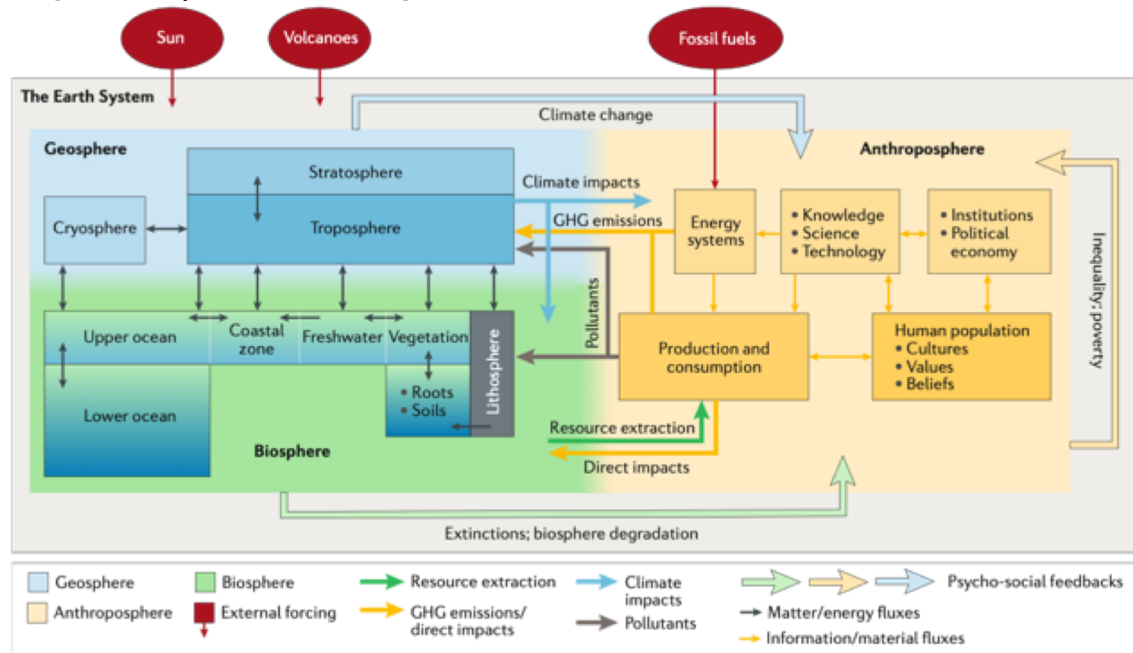 Sun
Volcanoes
Fossil fuels
The Earth System
Climate change
Geosphere
Anthroposphere
Stratosphere
Troposphere
Cryosphere
Climate impacts
GHG emissions
Energy
systems
• Knowledge
• Science
• Technology
• Institutions
• Political
economy
Inequality; poverty
Pollutants
Upper ocean
Coastal
zone
Freshwater
Vegetation
Lithosphere
• Roots
• Soils
Lower ocean
Biosphere
Production and
consumption
Human population
• Cultures
• Values
• Beliefs
Resource extraction
Direct impacts
Extinctions; biosphere degradation
Geosphere
Anthroposphere
Biosphere
External forcing
Resource extraction
GHG emissions/
direct impacts
Climate
impacts
Pollutants
Psycho-social feedbacks
Matter/energy fluxes
Information/material fluxes